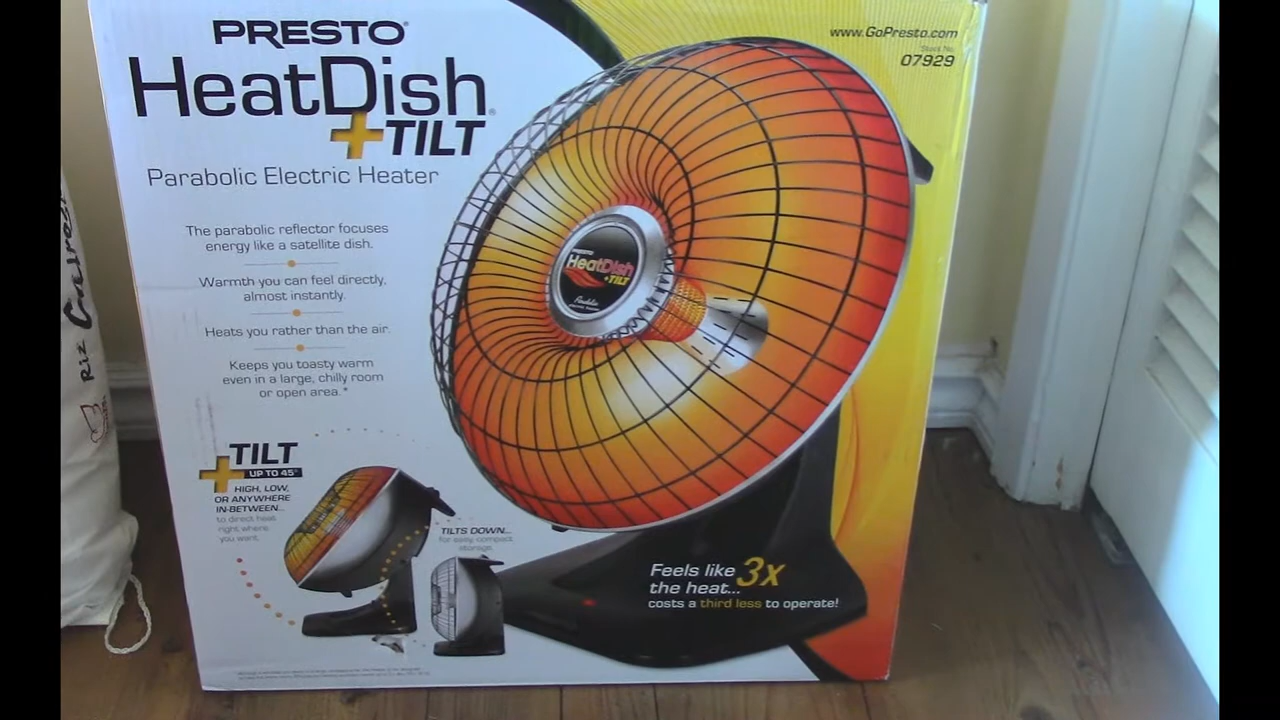 PRESTO®
HeatDish®
+TILT
Parabolic Electric Heater
The parabolic reflector focuses
energy like a satellite dish.
Warmth you can feel directly,
almost instantly.
Heats you rather than the air.
Keeps you toasty warm
even in a large, chilly room
or open area.*
+TILT
UP TO 45°
HIGH, LOW,
OR ANYWHERE
IN-BETWEEN...
to direct heat
right where
you want.
TILTS DOWN...
for easy, compact
storage.
www.GoPresto.com
Stock No.
07929
PRESTO
HeatDish
+TILT
Feels like 3x
the heat...
costs a third less to operate!